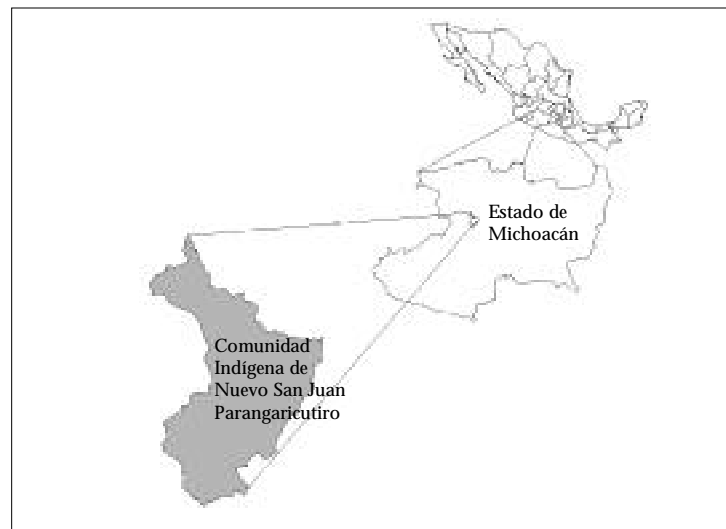 Estado de
Michoacán
Comunidad
Indígena de
Nuevo San Juan
Parangaricutiro